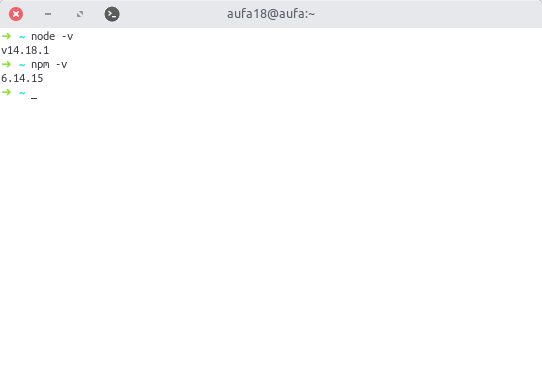 aufa18@aufa:~
➜ ~ node -v
v14.18.1
➜ ~ npm -v
6.14.15
➜ ~ _